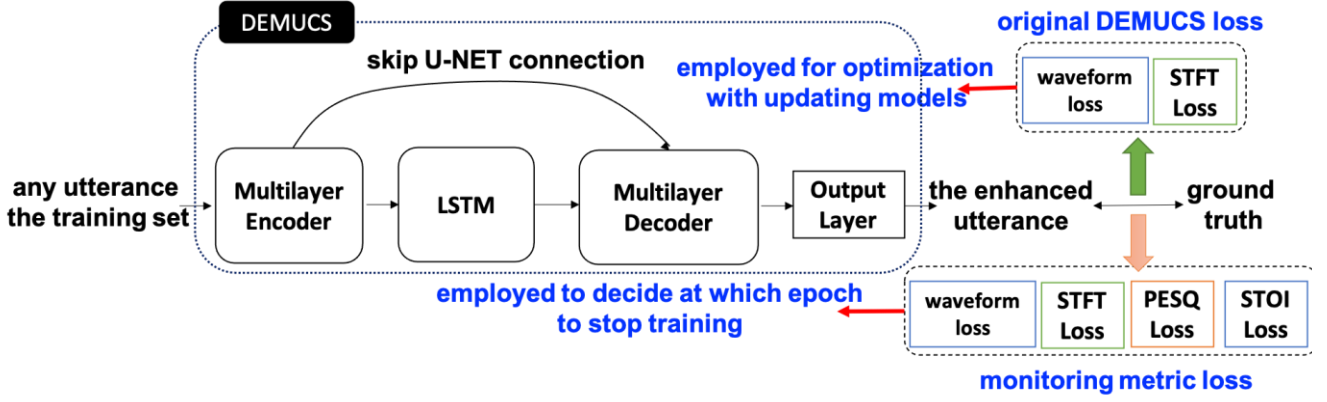 DEMUCS
original DEMUCS loss
skip U-NET connection
employed for optimization
with updating models
waveform
loss
STFT
Loss
any utterance
the training set
Multilayer
Encoder
LSTM
Multilayer
Decoder
Output
Layer
the enhanced
utterance
ground
truth
employed to decide at which epoch
to stop training
waveform
loss
STFT
Loss
PESQ
Loss
STOI
Loss
monitoring metric loss